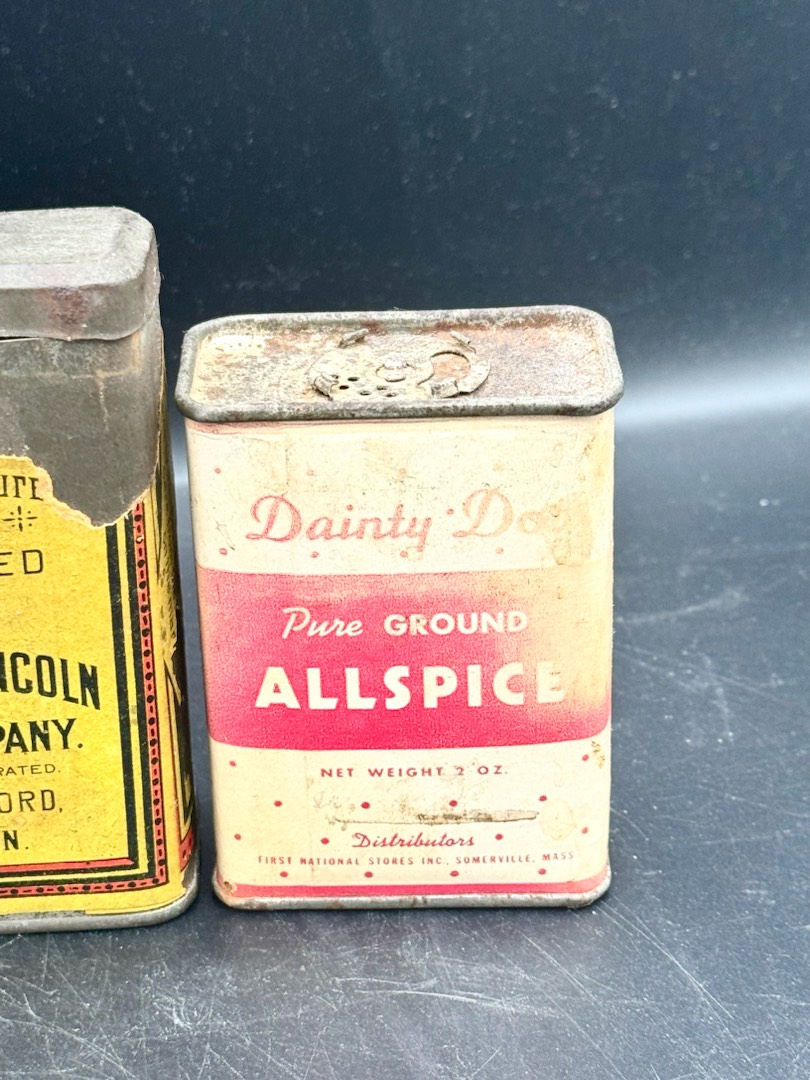 ED
NCOLN
PANY.
RATED.
ORD,
N.
Dainty Do
Pure GROUND
ALLSPICE
NET WEIGHT 2 OZ.
Distributors
FIRST NATIONAL STORES INC., SOMERVILLE, MASS